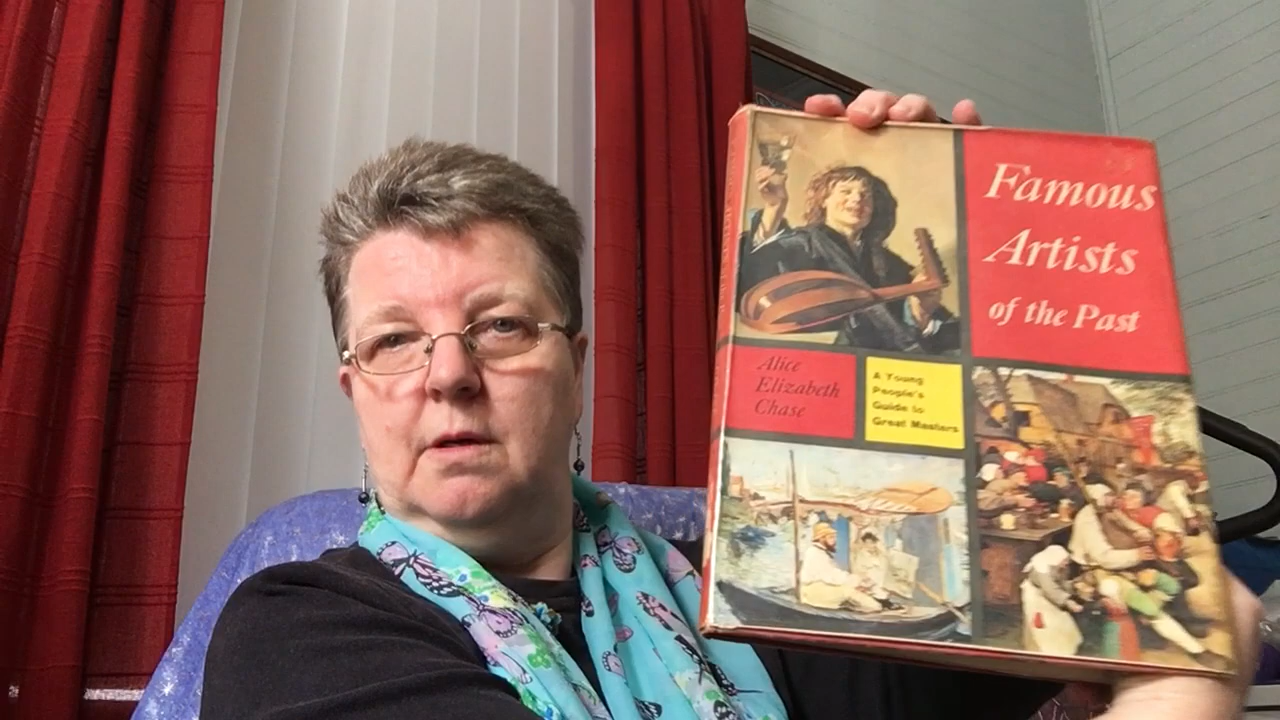 Famous
Artists
of the Past
Alice
Elizabeth
Chase
A Young
People's
Guide to
Great Masters